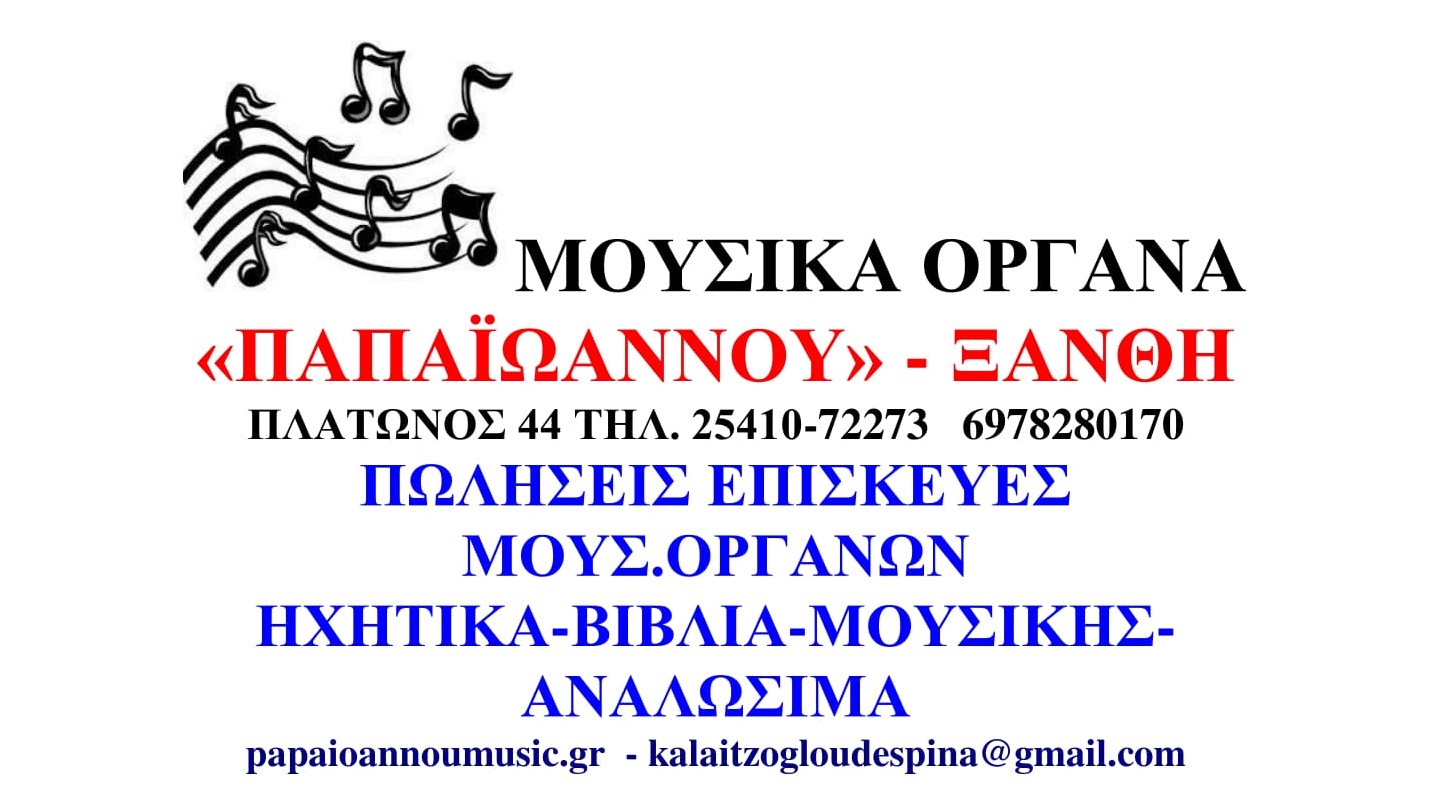 ΜΟΥΣΙΚΑ ΟΡΓΑΝΑ
«ΠΑΠΑΪΩΑΝΝΟΥ» - ΞΑΝΘΗ
ΠΛΑΤΩΝΟΣ 44 ΤΗΛ. 25410-72273 6978280170
ΠΩΛΗΣΕΙΣ ΕΠΙΣΚΕΥΕΣ
ΜΟΥΣ.ΟΡΓΑΝΩΝ
ΗΧΗΤΙΚΑ-ΒΙΒΛΙΑ-ΜΟΥΣΙΚΗΣ-
ΑΝΑΛΩΣΙΜΑ
papaioannoumusic.gr - kalaitzogloudespina@gmail.com